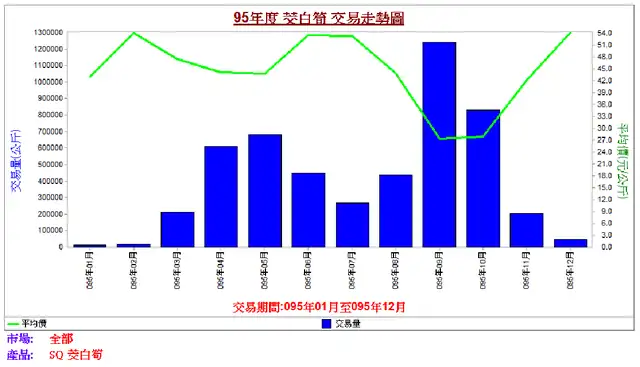 95年度 茭白筍 交易走勢圖
交易量(公斤)
1300000
1200000
1100000
1000000
900000
800000
700000
600000
500000
400000
300000
200000
100000
0
54.0
51.0
48.0
45.0
42.0
39.0
36.0
33.0
30.0
27.0
24.0
21.0
18.0
15.0
12.0
9.0
6.0
3.0
0.0
平均價(元/公斤)
095年01月
095年02月
095年03月
095年04月
095年05月
095年06月
095年07月
095年08月
095年09月
095年10月
095年11月
095年12月
交易期間:095年01月至095年12月
平均價 交易量
市場: 全部
產品: SQ 茭白筍